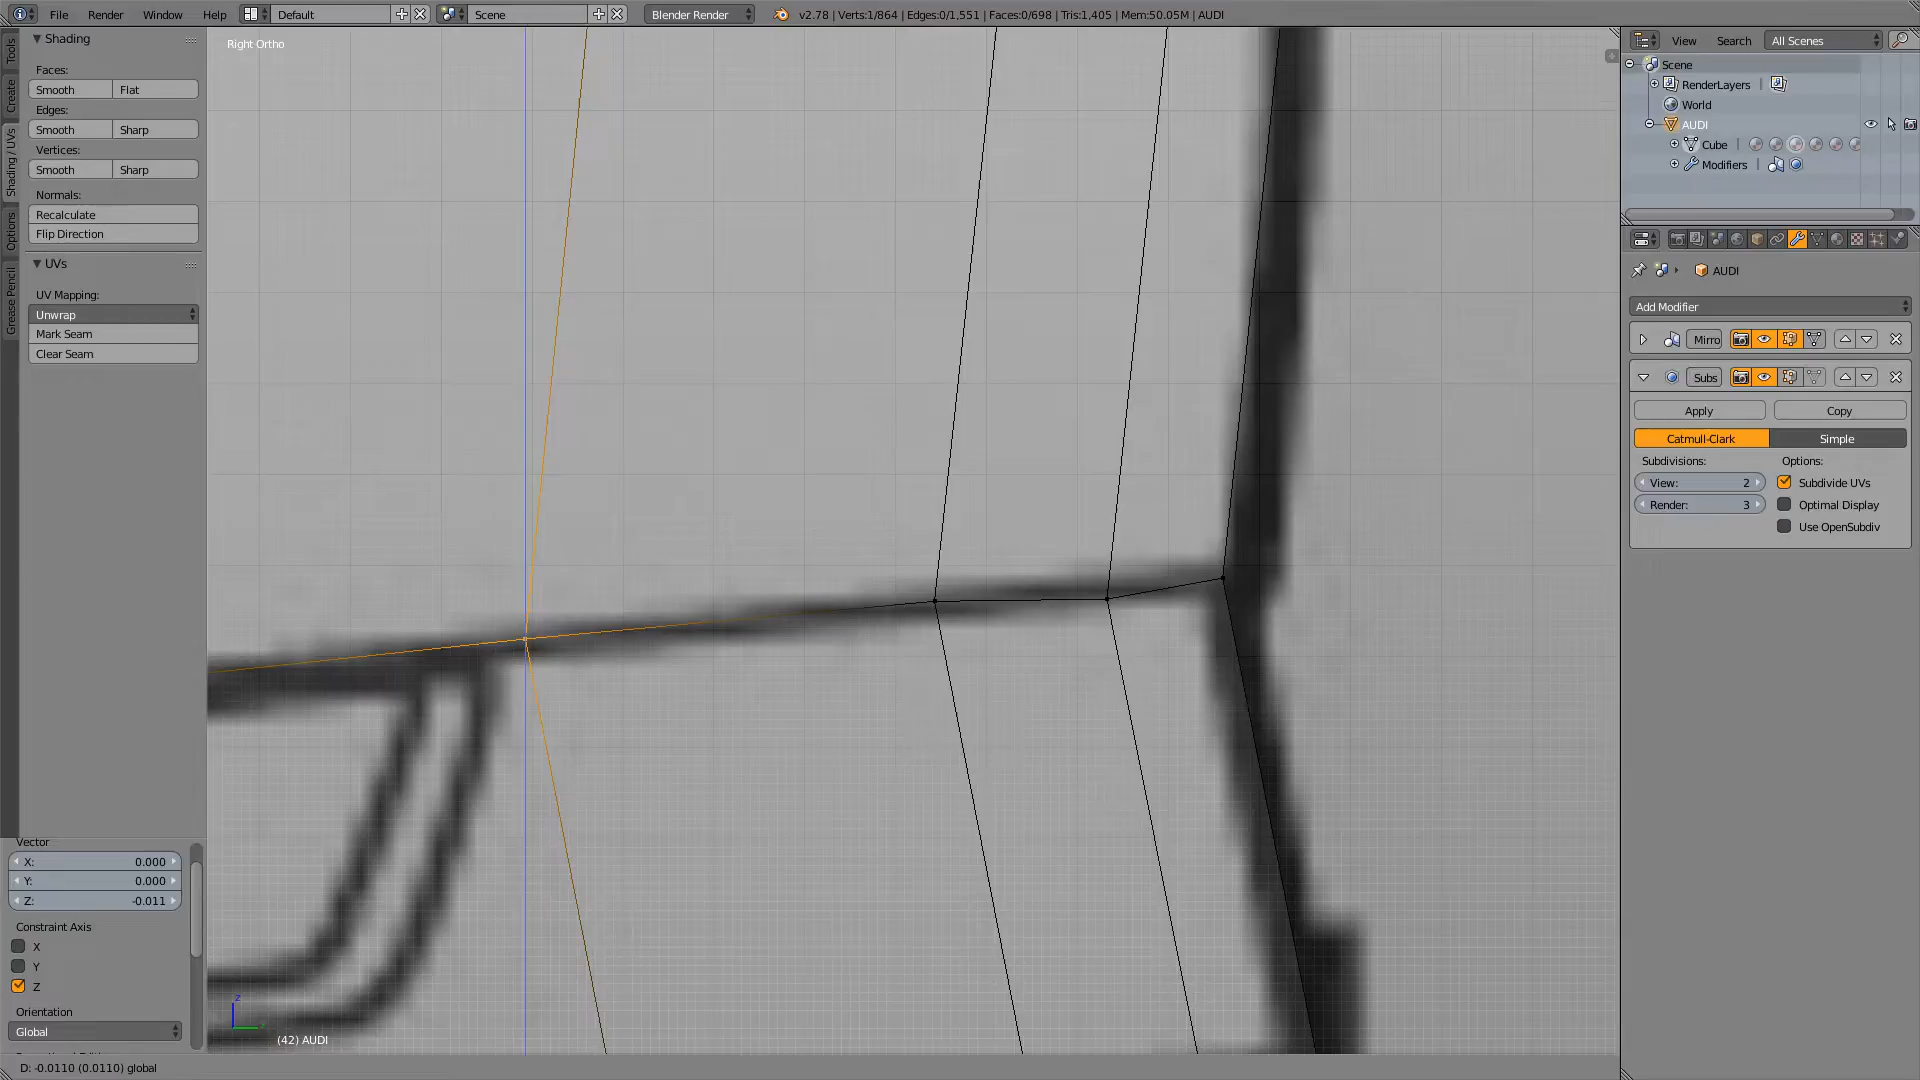 File Render Window Help Default Scene Blender Render v2.78 | Verts:1/864 | Edges:0/1,551 | Faces:0/698 | Tris:1,405 | Mem:50.05M | AUDI
Tools
Create
Shading / UVs
Options
Grease Pencil
Shading
Faces:
Smooth Flat
Edges:
Smooth Sharp
Vertices:
Smooth Sharp
Normals:
Recalculate
Flip Direction
UVs
UV Mapping:
Unwrap
Mark Seam
Clear Seam
Vector
X: 0.000
Y: 0.000
Z: -0.011
Constraint Axis
X
Y
Z
Orientation
Global
Right Ortho
z
(42) AUDI
D: -0.0110 (0.0110) global
View Search All Scenes
Scene
RenderLayers
World
AUDI
Cube
Modifiers
AUDI
Add Modifier
Mirro
Subs
Apply Copy
Catmull-Clark Simple
Subdivisions: Options:
View: 2 Subdivide UVs
Render: 3 Optimal Display
Use OpenSubdiv